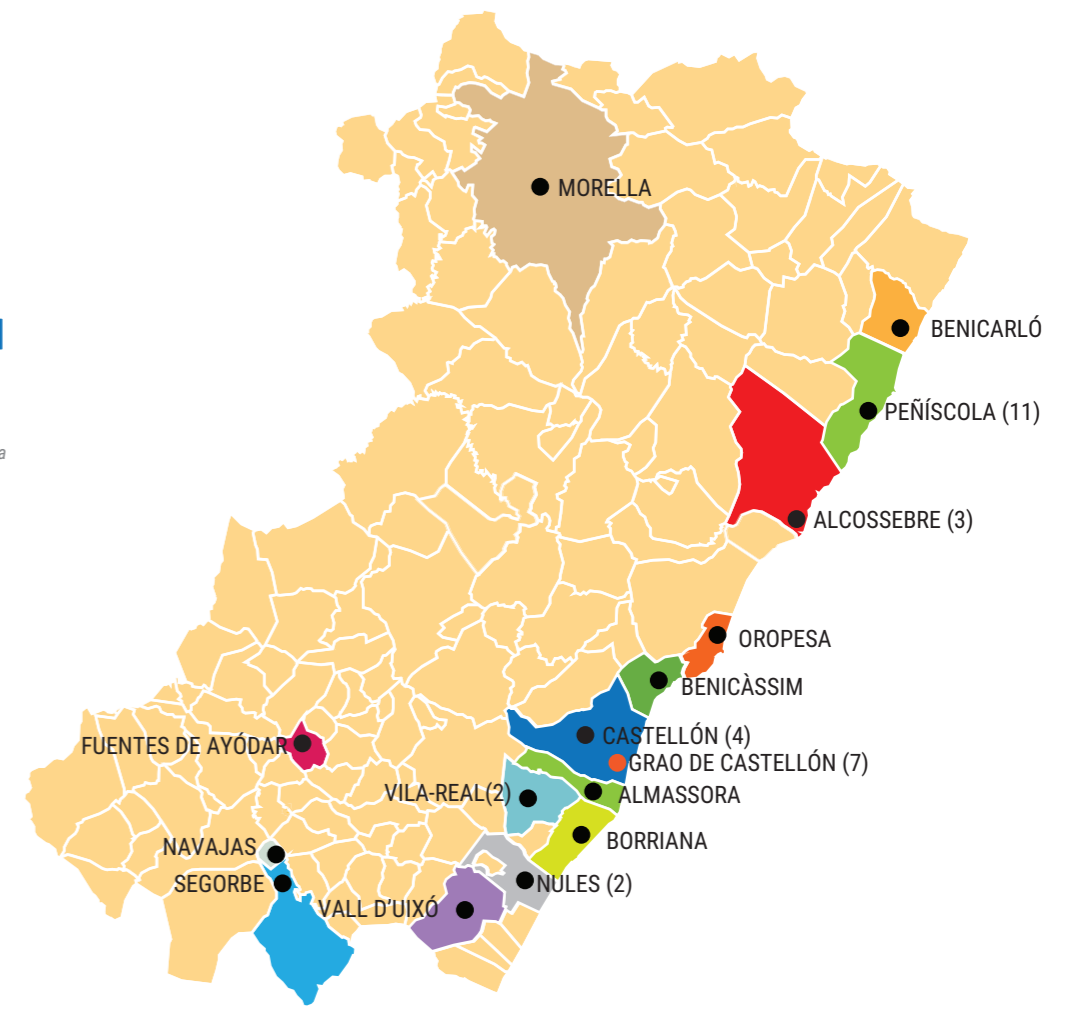 MORELLA
BENICARLÓ
PEÑÍSCOLA (11)
a
ALCOSSEBRE (3)
OROPESA
BENICÀSSIM
CASTELLÓN (4)
FUENTES DE AYÓDAR
GRAO DE CASTELLÓN (7)
VILA-REAL(2)
ALMASSORA
BORRIANA
NAVAJAS
SEGORBE
NULES (2)
VALL D'UIXÓ